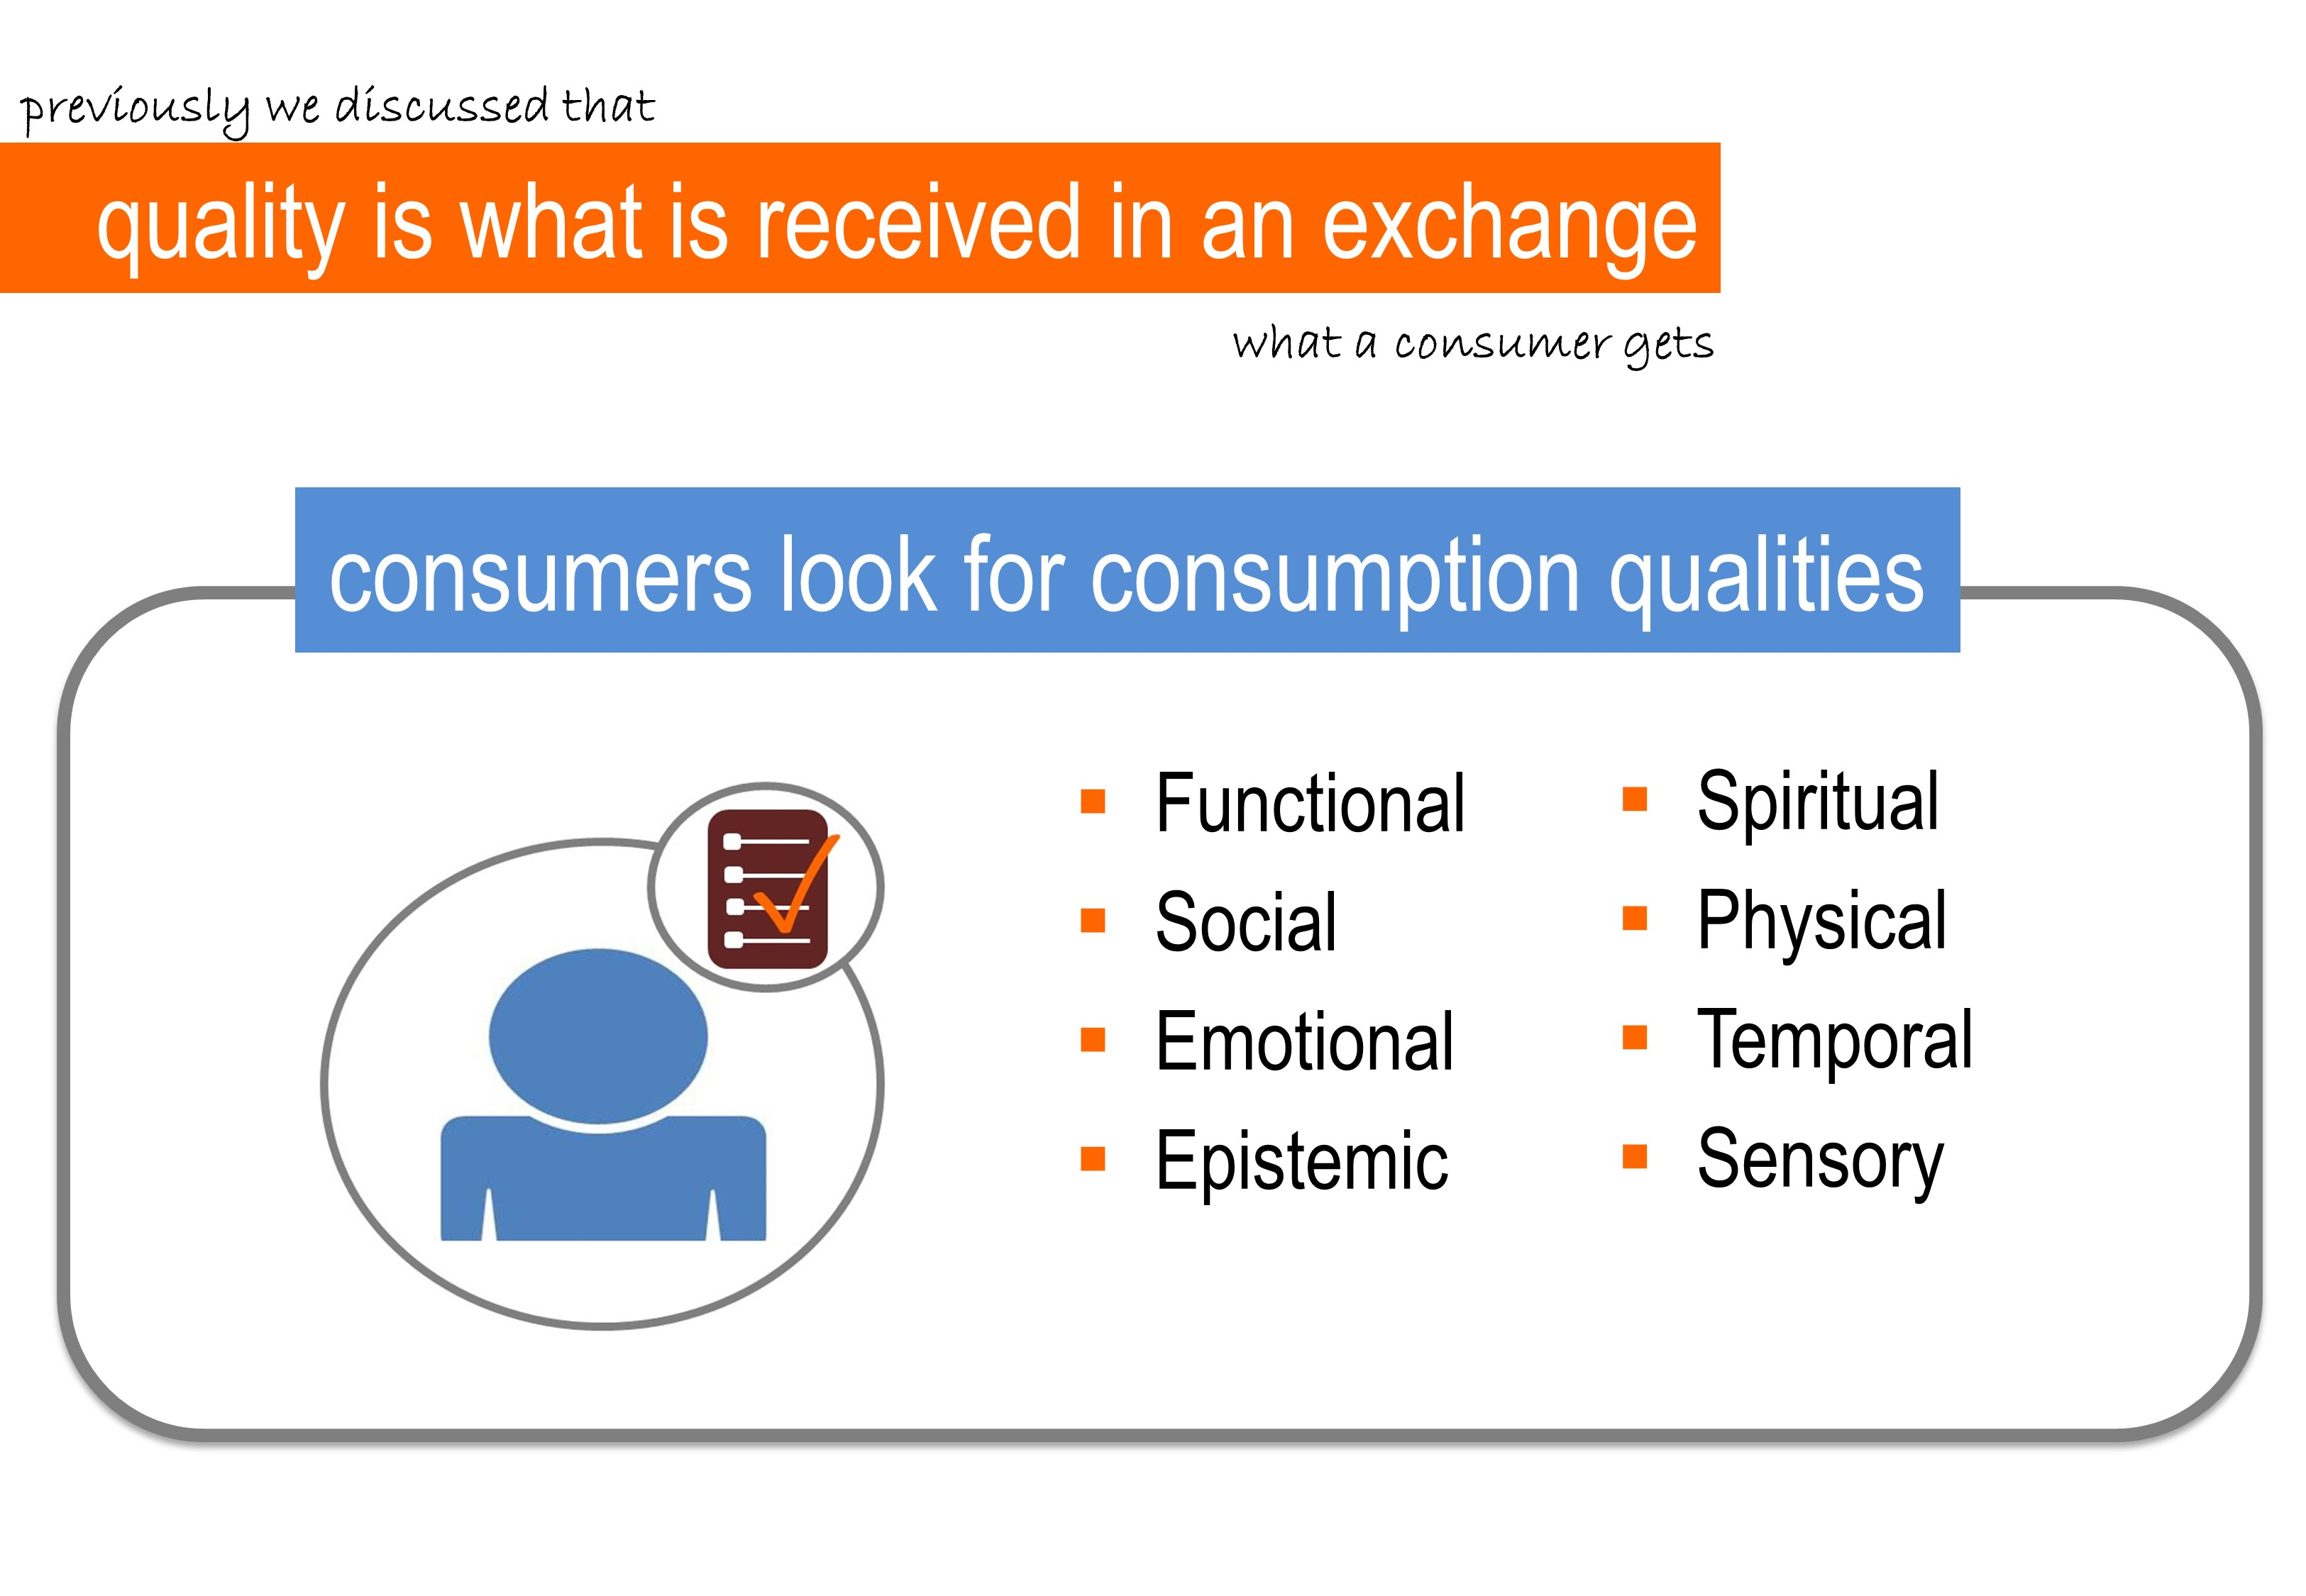 previously we discussed that
quality is what is received in an exchange
what a consumer gets
consumers look for consumption qualities
Functional
Social
Emotional
Epistemic
Spiritual
Physical
Temporal
Sensory